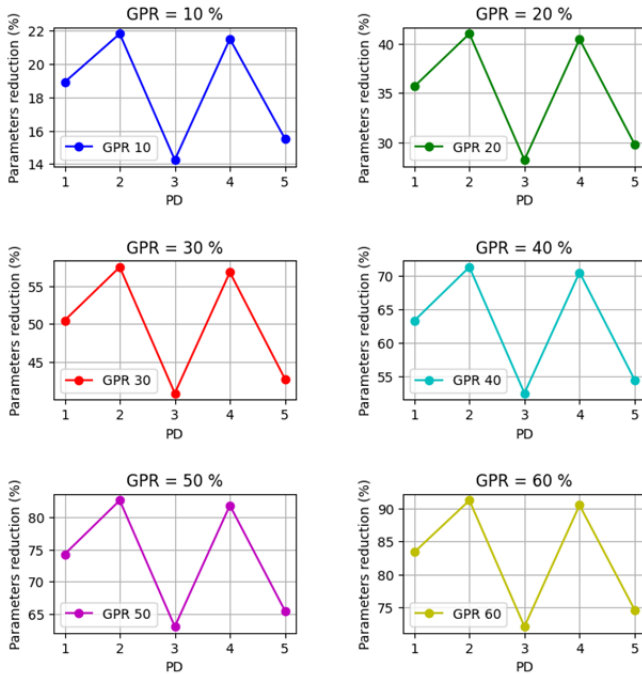 GPR = 10 %
Parameters reduction (%)
22
20
18
16
14
GPR 10
1 2 3 4 5
PD
GPR = 20 %
Parameters reduction (%)
40
35
30
GPR 20
1 2 3 4 5
PD
GPR = 30 %
Parameters reduction (%)
55
50
45
GPR 30
1 2 3 4 5
PD
GPR = 40 %
Parameters reduction (%)
70
65
60
55
GPR 40
1 2 3 4 5
PD
GPR = 50 %
Parameters reduction (%)
80
75
70
65
GPR 50
1 2 3 4 5
PD
GPR = 60 %
Parameters reduction (%)
90
85
80
75
GPR 60
1 2 3 4 5
PD